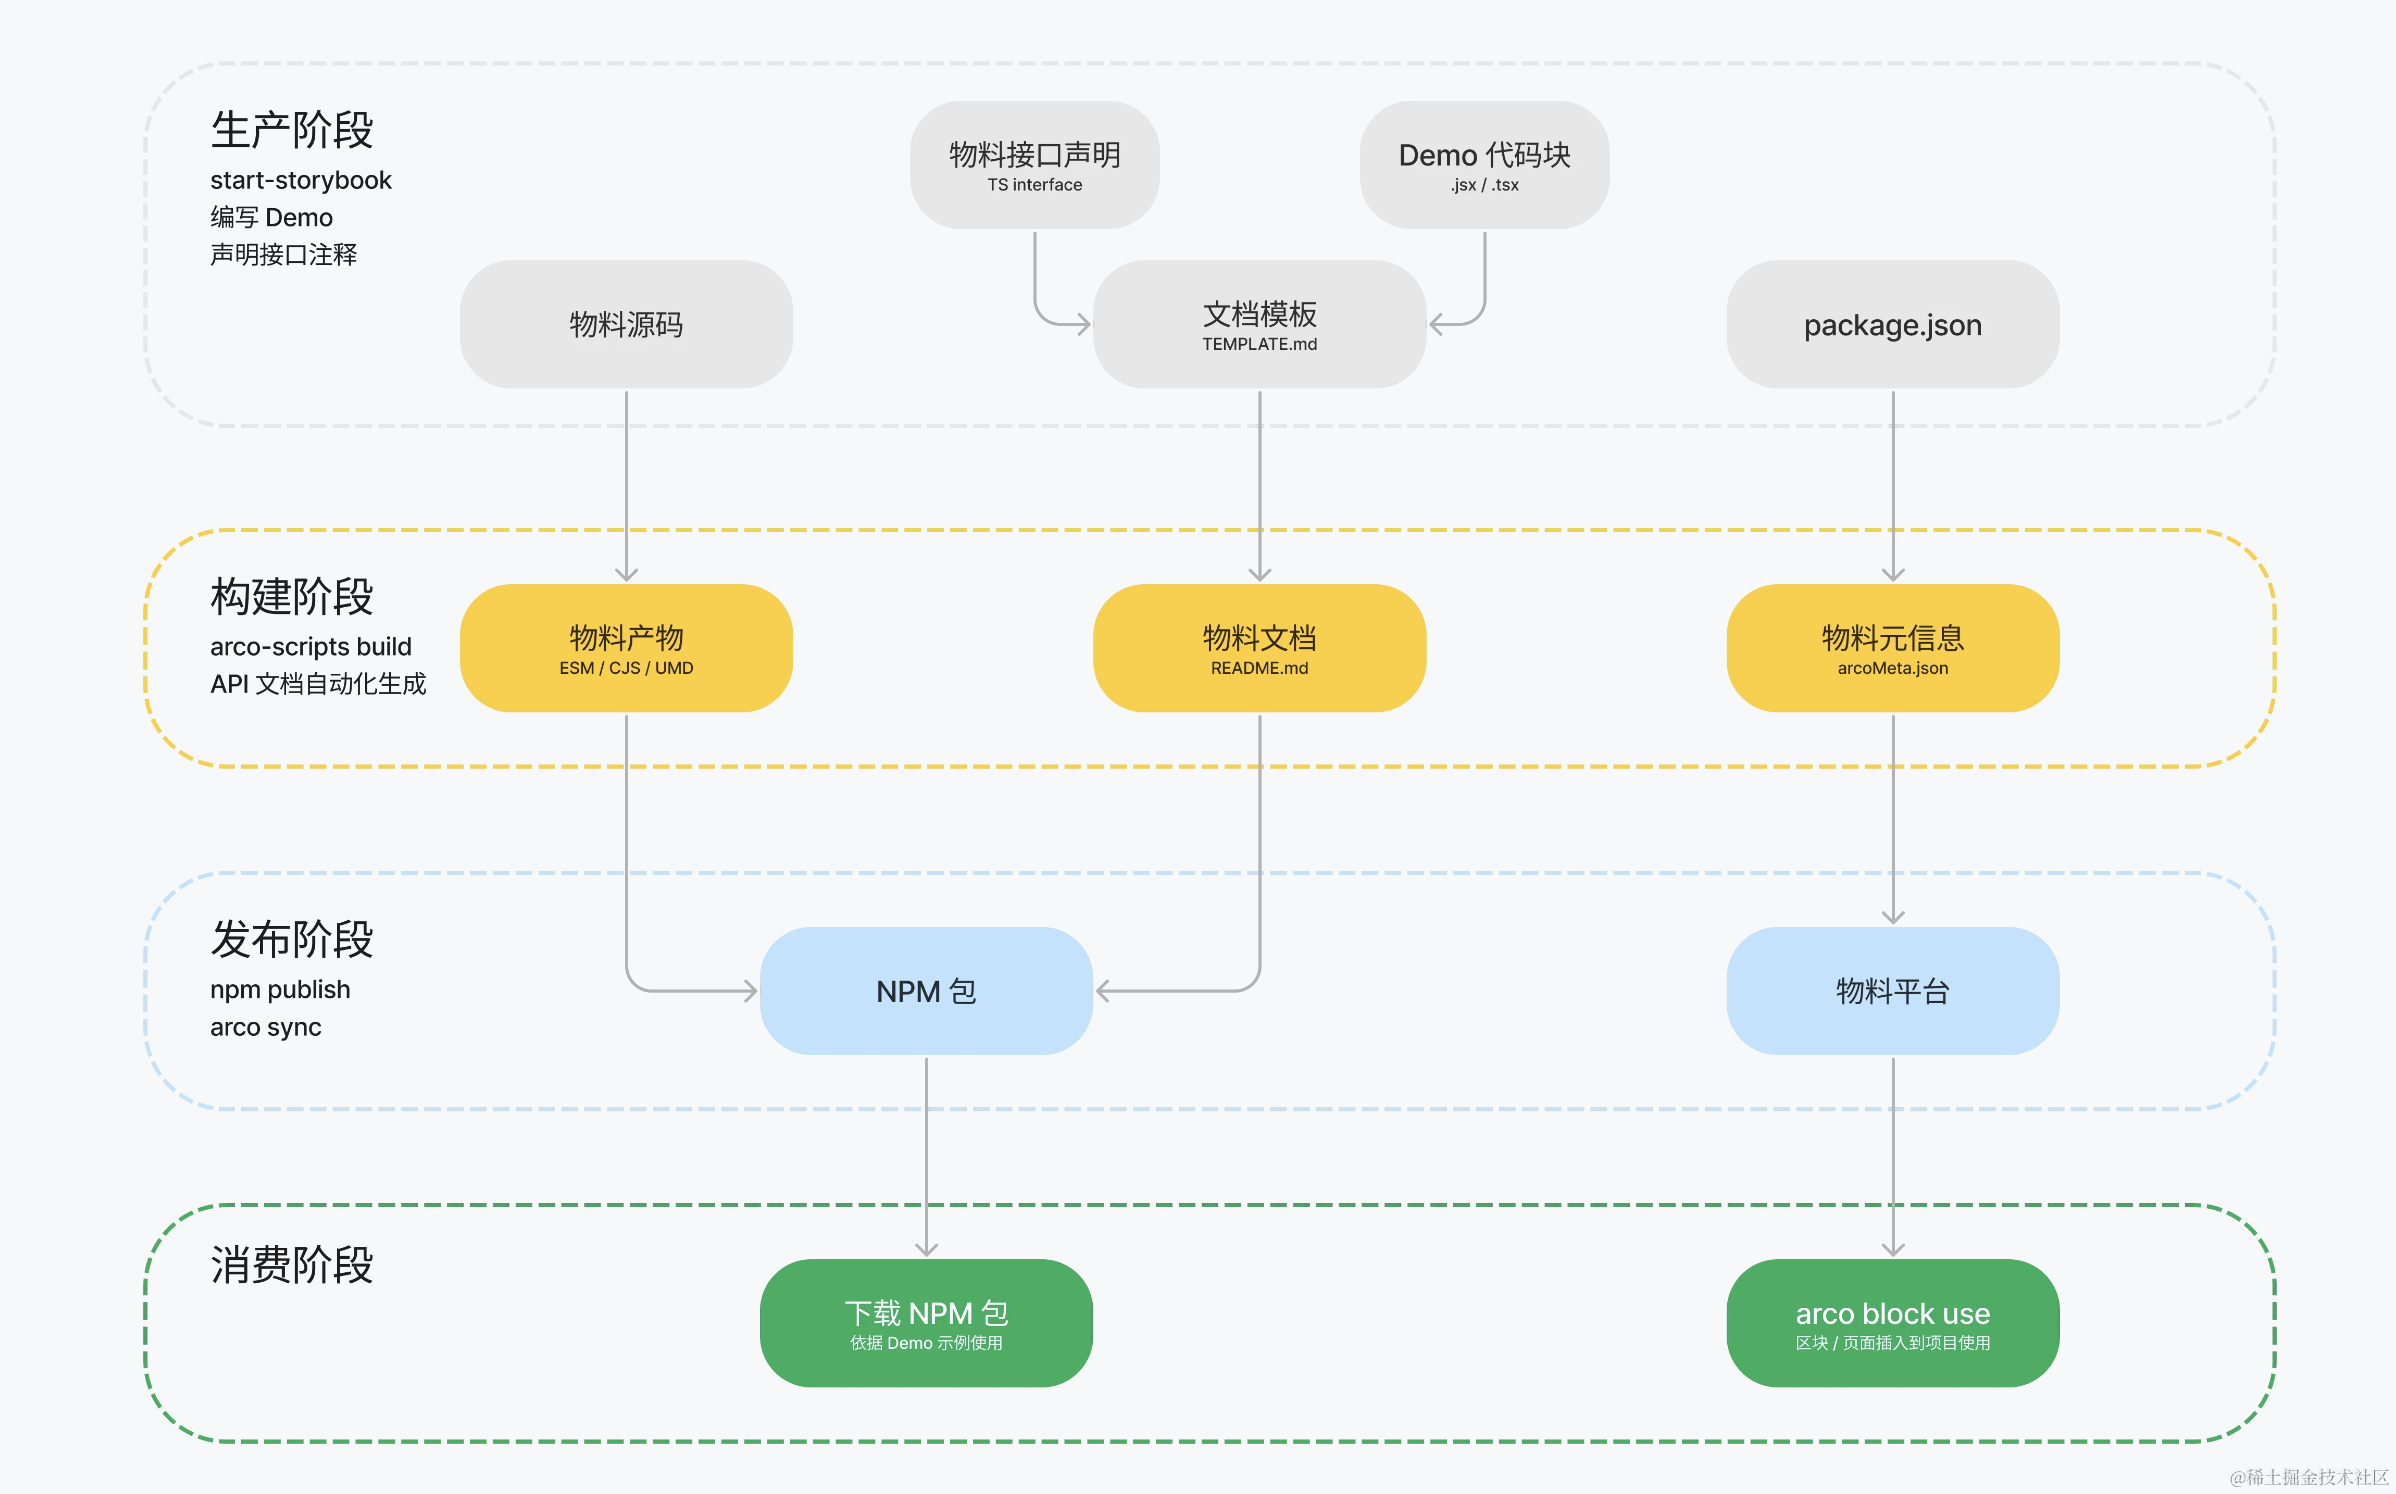 生产阶段
start-storybook
编写 Demo
声明接口注释
物料接口声明
TS interface
Demo 代码块
.jsx / .tsx
物料源码
文档模板
TEMPLATE.md
package.json
构建阶段
arco-scripts build
API 文档自动化生成
物料产物
ESM / CJS / UMD
物料文档
README.md
物料元信息
arcoMeta.json
发布阶段
npm publish
arco sync
NPM 包
物料平台
消费阶段
下载 NPM 包
依据 Demo 示例使用
arco block use
区块 / 页面插入到项目使用
@稀土掘金技术社区